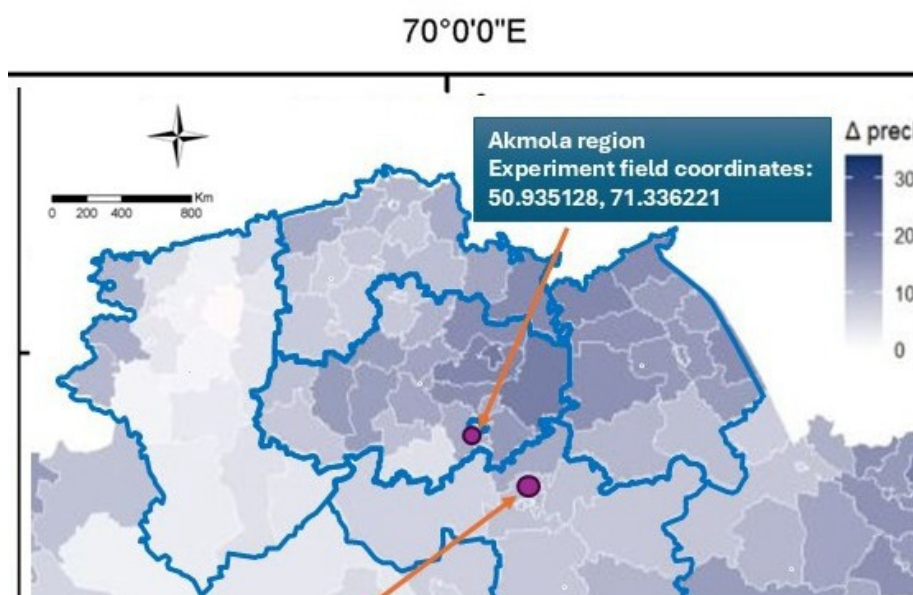 70°0'0"E
Akmola region
Experiment field coordinates:
50.935128, 71.336221
Km
0 200 400 800
Δ preci
30
20
10
0